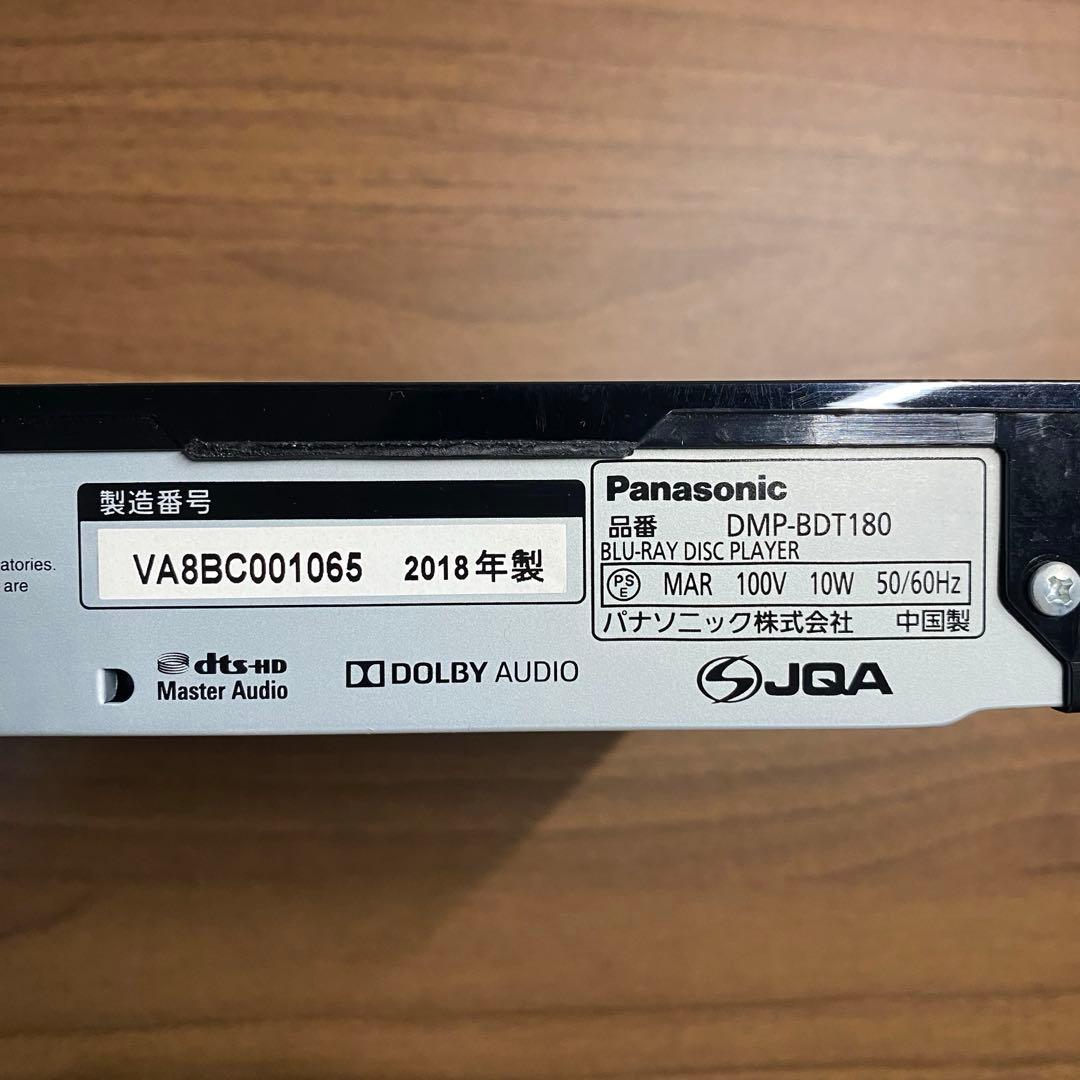 atories.
are
製造番号
VA8BC001065 2018年製
dts-HD
Master Audio
DOLBY AUDIO
Panasonic
品番 DMP-BDT180
BLU-RAY DISC PLAYER
PS
E
MAR 100V 10W 50/60Hz
パナソニック株式会社 中国製
JQA